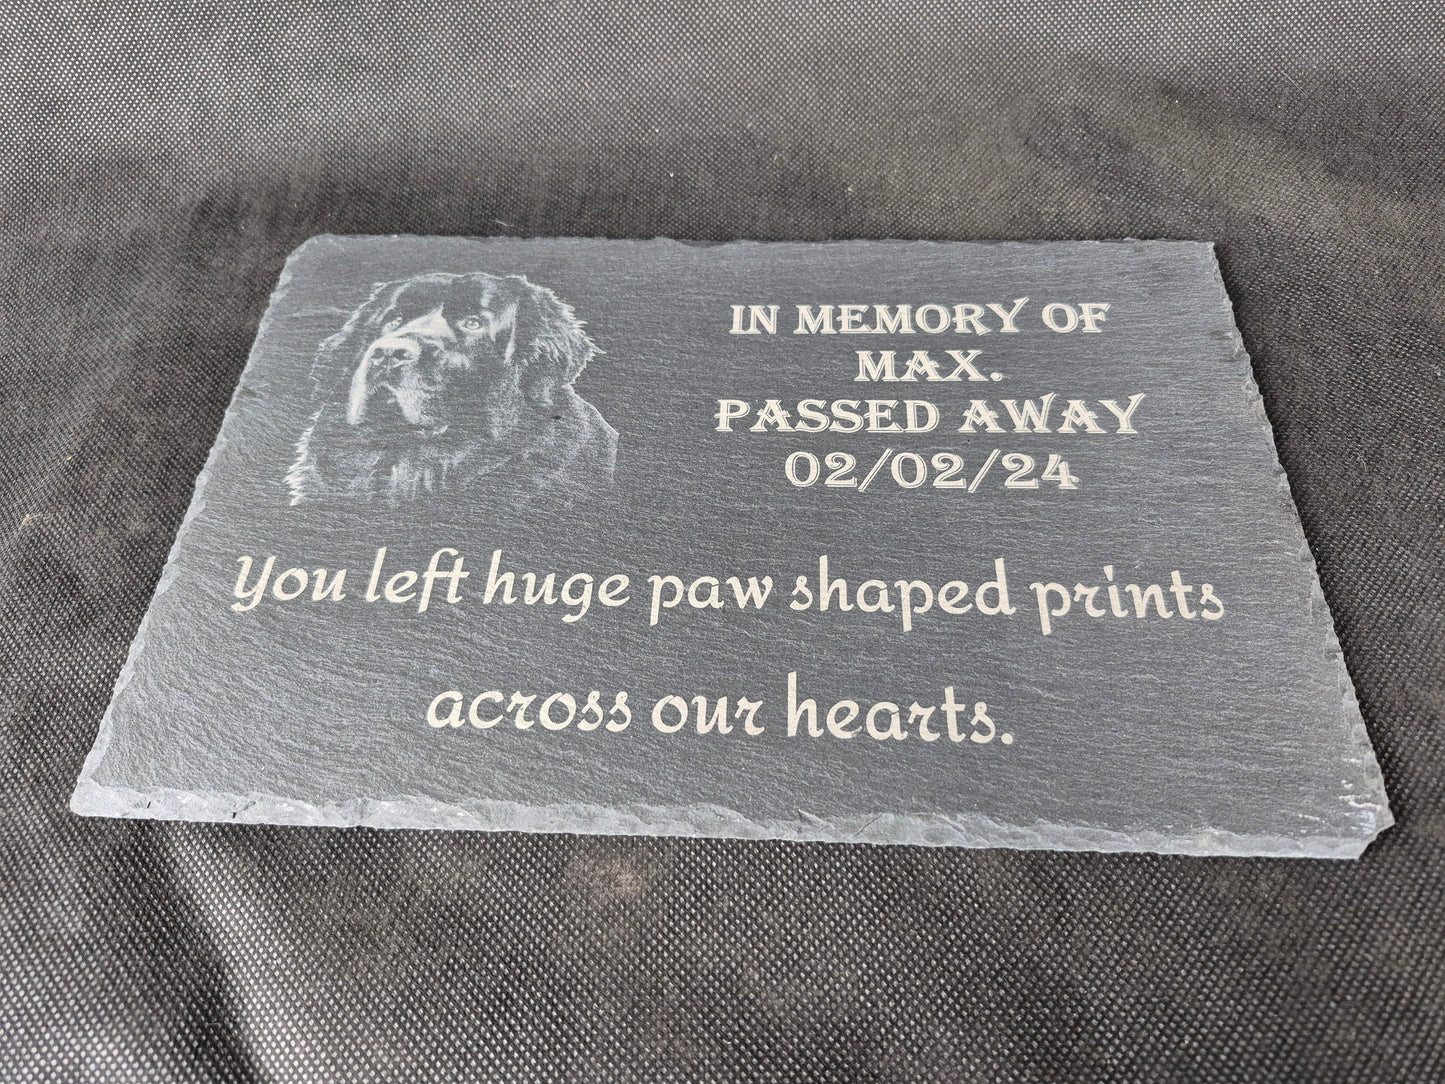 IN MEMORY OF
MAX.
PASSED AWAY
02/02/24
You left huge paw shaped prints
across our hearts.